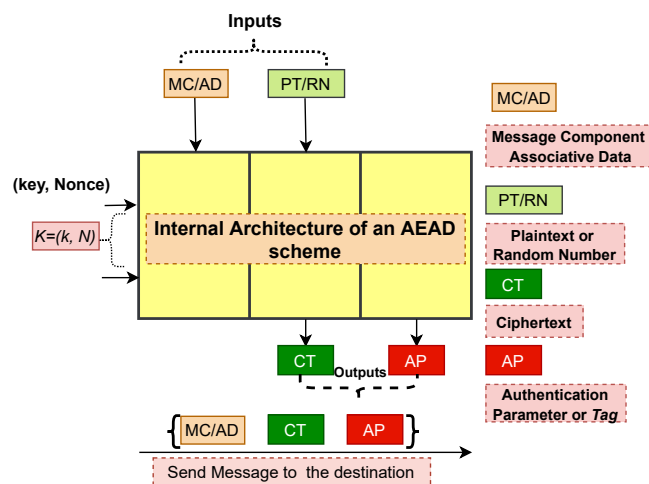 Inputs
MC/AD
PT/RN
(key, Nonce)
K=(k, N)
Internal Architecture of an AEAD
scheme
CT
AP
Outputs
MC/AD
CT
AP
Send Message to the destination
MC/AD
Message Component
Associative Data
PT/RN
Plaintext or
Random Number
CT
Ciphertext
AP
Authentication
Parameter or Tag